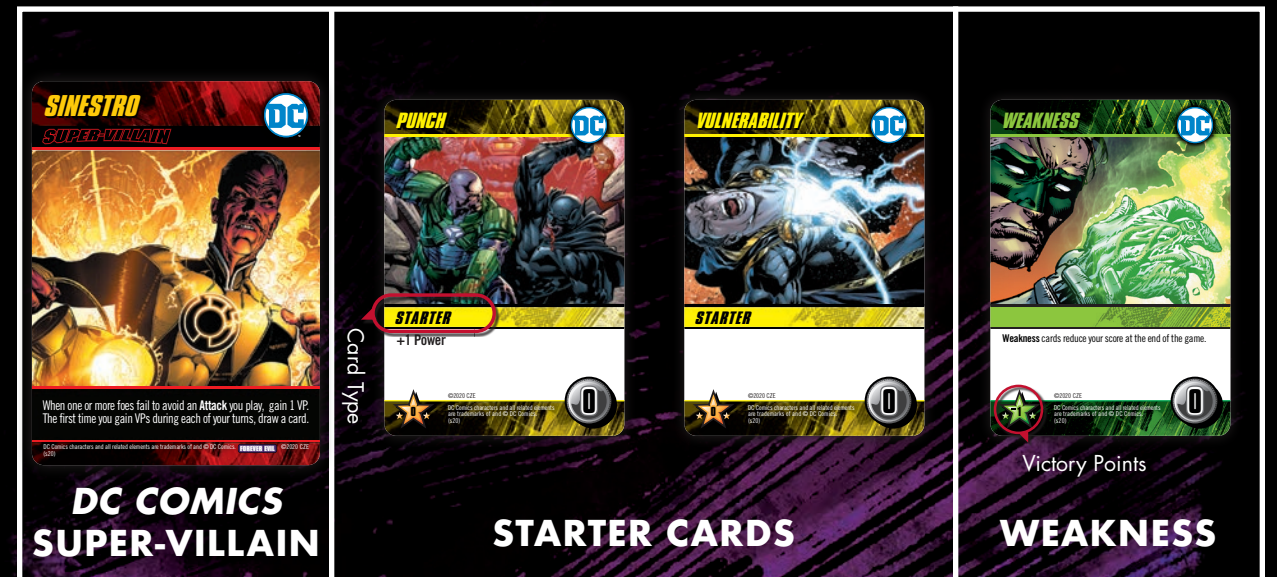 SINESTRO
DC
SUPER-VILLAIN
When one or more foes fail to avoid an Attack you play, gain 1 VP.
The first time you gain VPs during each of your turns, draw a card.
DC Comics characters and all related elements are trademarks of and © DC Comics. FOREVER EVIL ©2020 CZE
(s20)
DC COMICS
SUPER-VILLAIN
PUNCH
DC
STARTER
+1 Power
Card Type
0
©2020 CZE
DC Comics characters and all related elements
are trademarks of and © DC Comics.
(s20)
0
VULNERABILITY
DC
STARTER
0
©2020 CZE
DC Comics characters and all related elements
are trademarks of and © DC Comics.
(s20)
0
STARTER CARDS
WEAKNESS
DC
Weakness cards reduce your score at the end of the game.
-1
©2020 CZE
DC Comics characters and all related elements
are trademarks of and © DC Comics.
(s20)
0
Victory Points
WEAKNESS